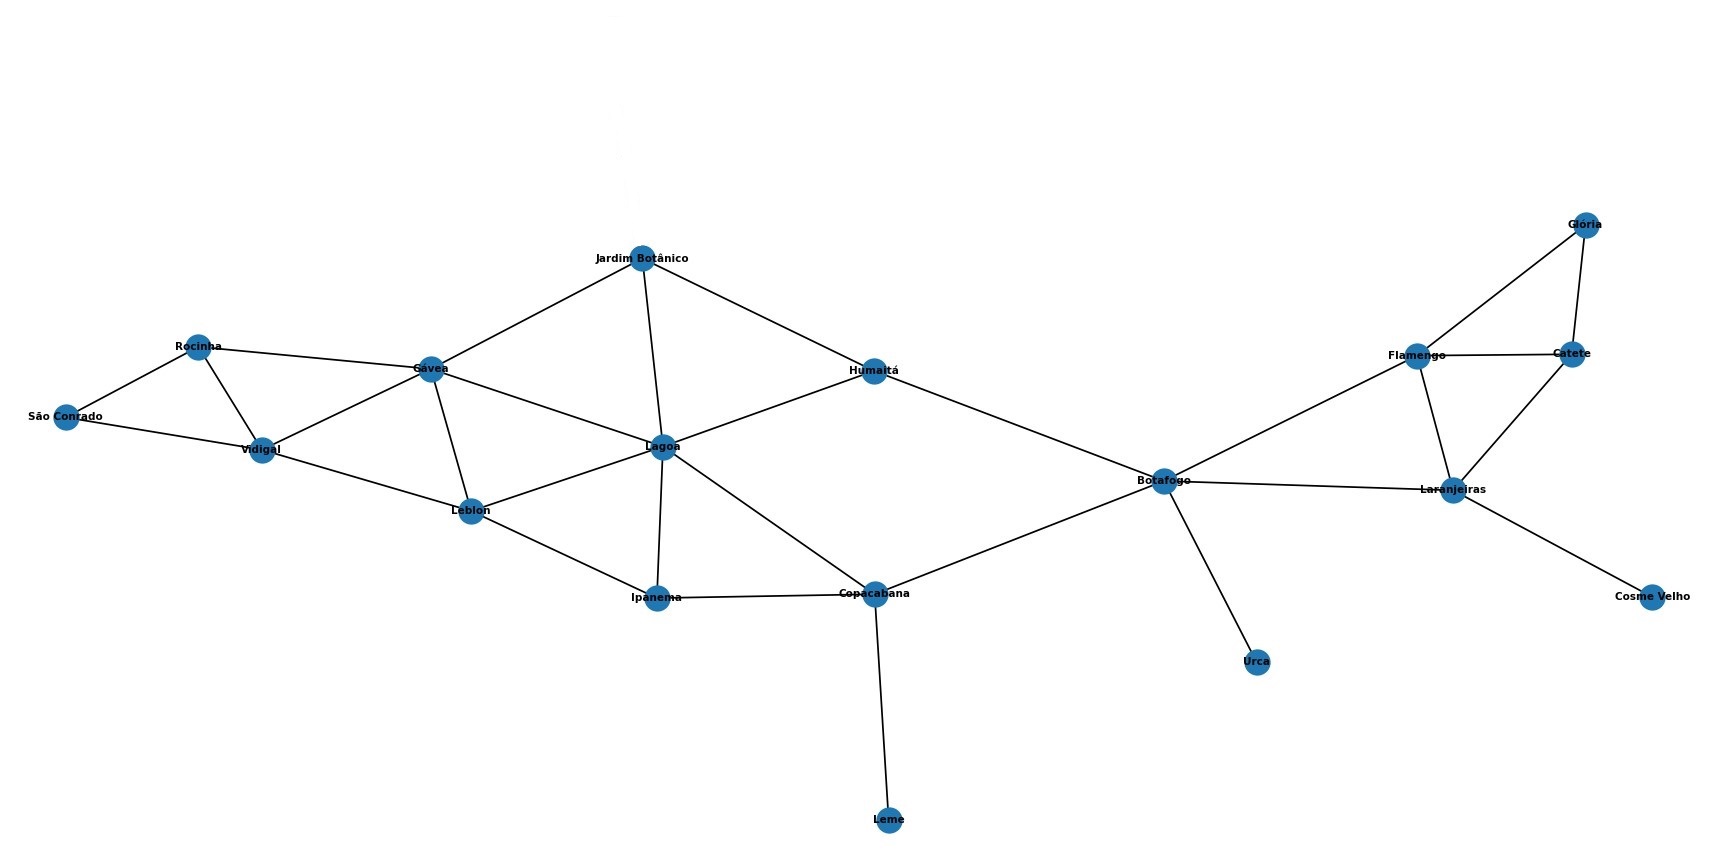 Glória
Jardim Botânico
Rocinha
Flamengo
Catete
Gávea
Humaitá
São Conrado
Vidigal
Lagoa
Botafogo
Laranjeiras
Leblon
Ipanema
Copacabana
Cosme Velho
Urca
Leme